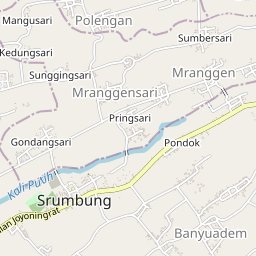 Mangusari
Polengan
Sumbersari
Kedungsari
Sunggingsari
Mranggen
Mranggensari
Pringsari
Gondangsari
Pondok
Kali Putih
Srumbung
Jalan Joyoningrat
Banyuadem